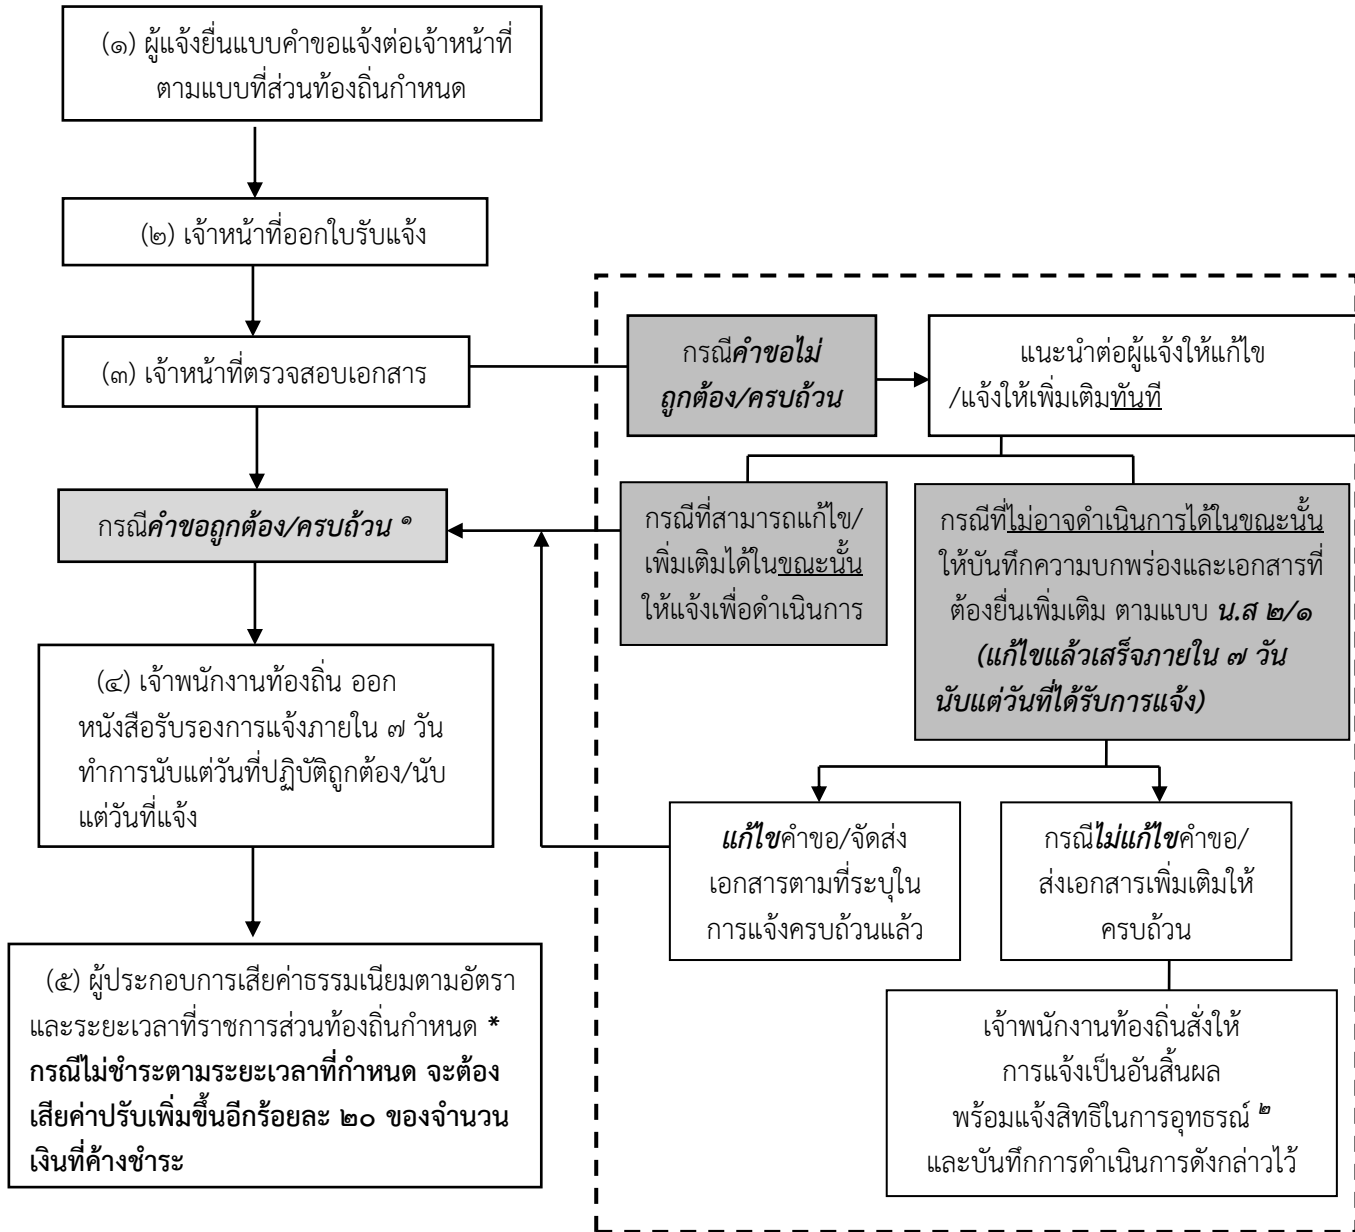 (๑) ผู้แจ้งยื่นแบบคำขอแจ้งต่อเจ้าหน้าที่
ตามแบบที่ส่วนท้องถิ่นกำหนด
(๒) เจ้าหน้าที่ออกใบรับแจ้ง
(๓) เจ้าหน้าที่ตรวจสอบเอกสาร
กรณีคำขอไม่
ถูกต้อง/ครบถ้วน
แนะนำต่อผู้แจ้งให้แก้ไข
/แจ้งให้เพิ่มเติมทันที
กรณีคำขอถูกต้อง/ครบถ้วน ๑
กรณีที่สามารถแก้ไข/
เพิ่มเติมได้ในขณะนั้น
ให้แจ้งเพื่อดำเนินการ
กรณีที่ไม่อาจดำเนินการได้ในขณะนั้น
ให้บันทึกความบกพร่องและเอกสารที่
ต้องยื่นเพิ่มเติม ตามแบบ น.ส ๒/๑
(แก้ไขแล้วเสร็จภายใน ๗ วัน
นับแต่วันที่ได้รับการแจ้ง)
(๔) เจ้าพนักงานท้องถิ่น ออก
หนังสือรับรองการแจ้งภายใน ๗ วัน
ทำการนับแต่วันที่ปฏิบัติถูกต้อง/นับ
แต่วันที่แจ้ง
แก้ไขคำขอ/จัดส่ง
เอกสารตามที่ระบุใน
การแจ้งครบถ้วนแล้ว
กรณีไม่แก้ไขคำขอ/
ส่งเอกสารเพิ่มเติมให้
ครบถ้วน
(๕) ผู้ประกอบการเสียค่าธรรมเนียมตามอัตรา
และระยะเวลาที่ราชการส่วนท้องถิ่นกำหนด *
กรณีไม่ชำระตามระยะเวลาที่กำหนด จะต้อง
เสียค่าปรับเพิ่มขึ้นอีกร้อยละ ๒๐ ของจำนวน
เงินที่ค้างชำระ
เจ้าพนักงานท้องถิ่นสั่งให้
การแจ้งเป็นอันสิ้นผล
พร้อมแจ้งสิทธิในการอุทธรณ์ ๒
และบันทึกการดำเนินการดังกล่าวไว้